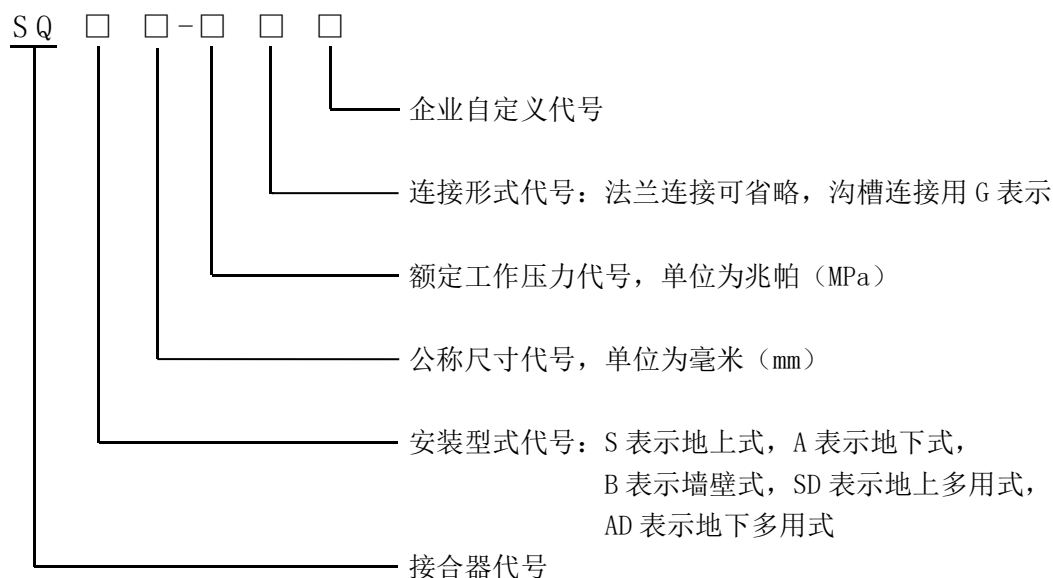 SQ □ □-□ □ □
企业自定义代号
连接形式代号：法兰连接可省略，沟槽连接用 G 表示
额定工作压力代号，单位为兆帕（MPa）
公称尺寸代号，单位为毫米（mm）
安装型式代号：S 表示地上式，A 表示地下式，
B 表示墙壁式，SD 表示地上多用式，
AD 表示地下多用式
接合器代号